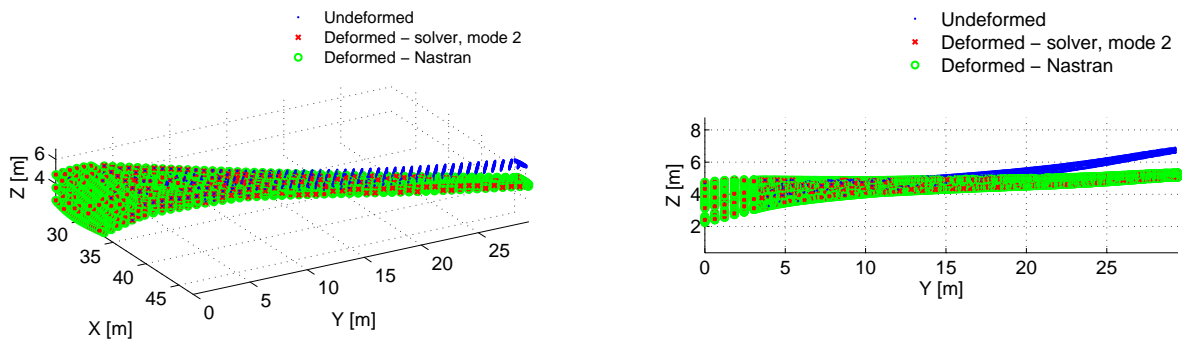 Undeformed
Deformed – solver, mode 2
Deformed – Nastran
6
4
Z [m]
30
35
40
45
X [m]
0
5
10
15
20
25
Y [m]
Undeformed
Deformed – solver, mode 2
Deformed – Nastran
8
6
4
2
Z [m]
0
5
10
15
20
25
Y [m]